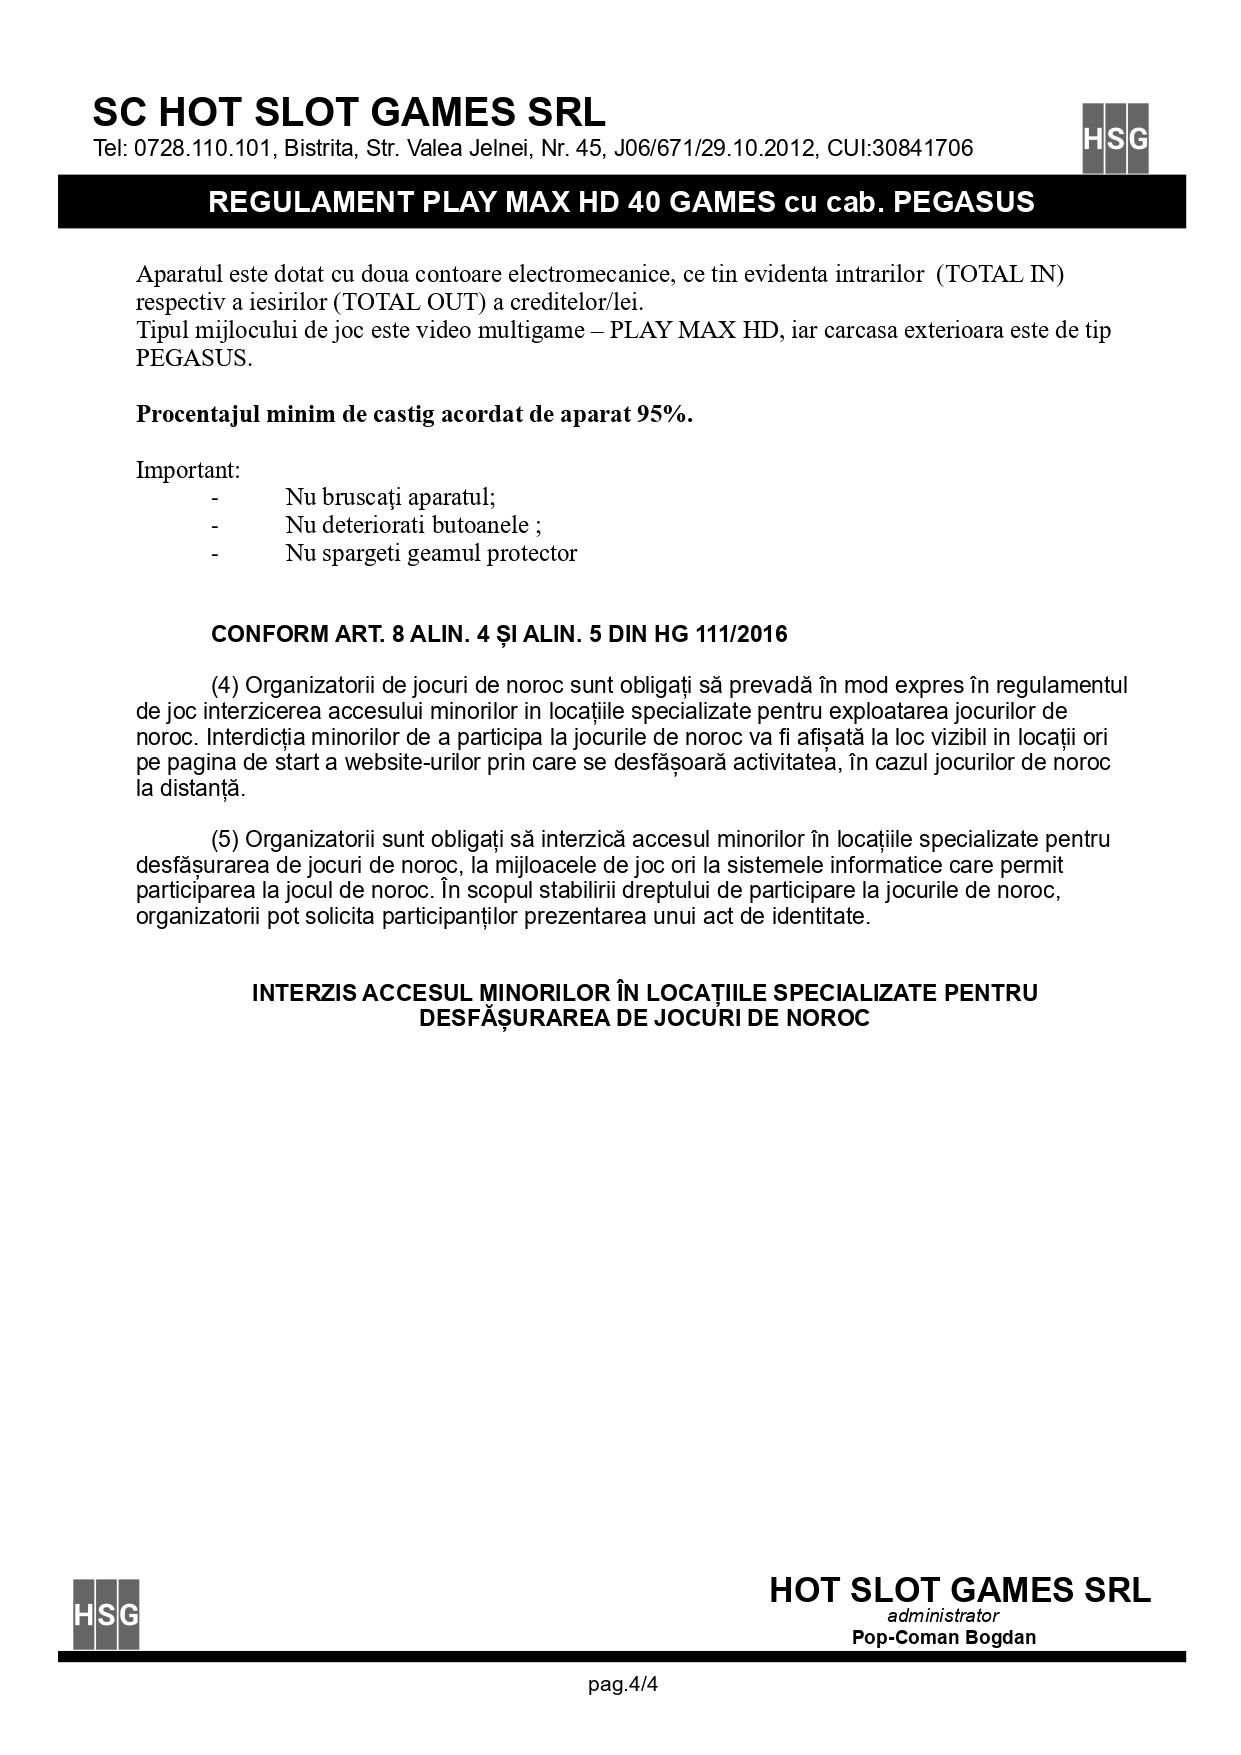 SC HOT SLOT GAMES SRL
Tel: 0728.110.101, Bistrita, Str. Valea Jelnei, Nr. 45, J06/671/29.10.2012, CUI:30841706
HSG
REGULAMENT PLAY MAX HD 40 GAMES cu cab. PEGASUS
Aparatul este dotat cu doua contoare electromecanice, ce tin evidenta intrarilor (TOTAL IN)
respectiv a iesirilor (TOTAL OUT) a creditelor/lei.
Tipul mijlocului de joc este video multigame – PLAY MAX HD, iar carcasa exterioara este de tip
PEGASUS.
Procentajul minim de castig acordat de aparat 95%.
Important:
- Nu bruscaţi aparatul;
- Nu deteriorati butoanele ;
- Nu spargeti geamul protector
CONFORM ART. 8 ALIN. 4 ȘI ALIN. 5 DIN HG 111/2016
(4) Organizatorii de jocuri de noroc sunt obligați să prevadă în mod expres în regulamentul
de joc interzicerea accesului minorilor in locațiile specializate pentru exploatarea jocurilor de
noroc. Interdicția minorilor de a participa la jocurile de noroc va fi afișată la loc vizibil in locații ori
pe pagina de start a website-urilor prin care se desfășoară activitatea, în cazul jocurilor de noroc
la distanță.
(5) Organizatorii sunt obligați să interzică accesul minorilor în locațiile specializate pentru
desfășurarea de jocuri de noroc, la mijloacele de joc ori la sistemele informatice care permit
participarea la jocul de noroc. În scopul stabilirii dreptului de participare la jocurile de noroc,
organizatorii pot solicita participanților prezentarea unui act de identitate.
INTERZIS ACCESUL MINORILOR ÎN LOCAȚIILE SPECIALIZATE PENTRU
DESFĂȘURAREA DE JOCURI DE NOROC
HSG
HOT SLOT GAMES SRL
administrator
Pop-Coman Bogdan
pag.4/4